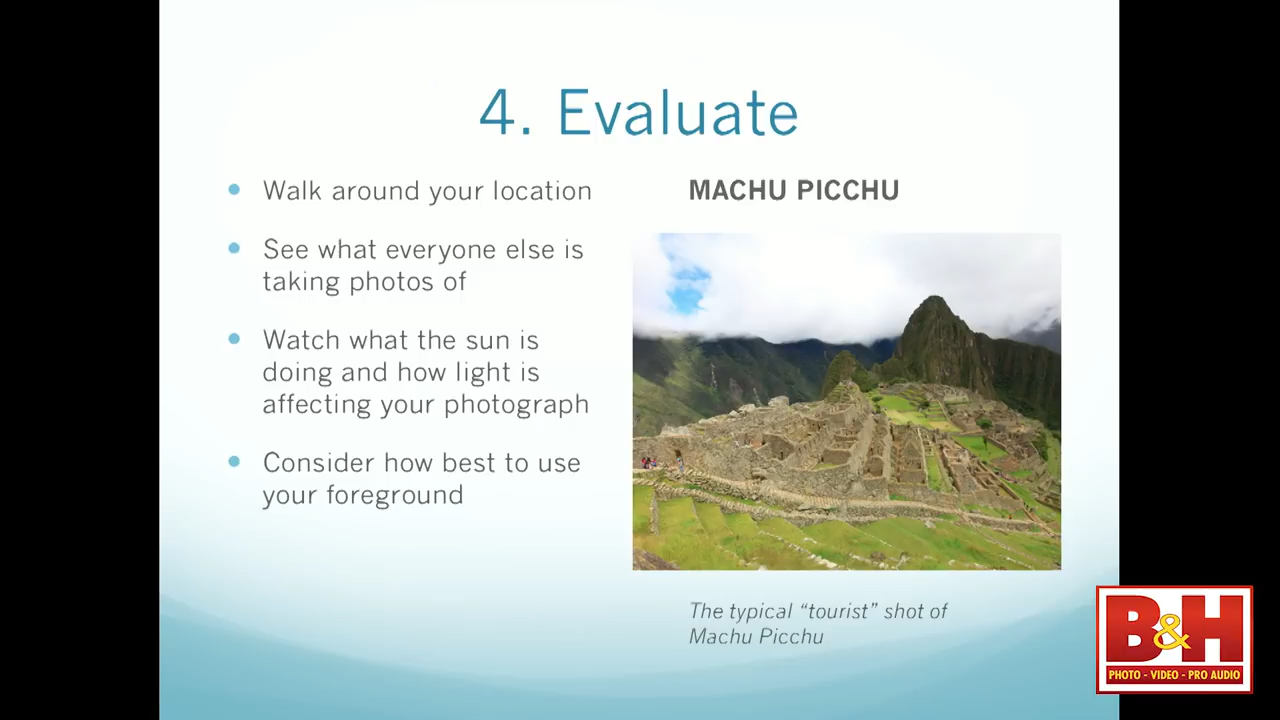 4. Evaluate
Walk around your location
See what everyone else is
taking photos of
Watch what the sun is
doing and how light is
affecting your photograph
Consider how best to use
your foreground
MACHU PICCHU
The typical “tourist” shot of
Machu Picchu
B&H
PHOTO - VIDEO - PRO AUDIO